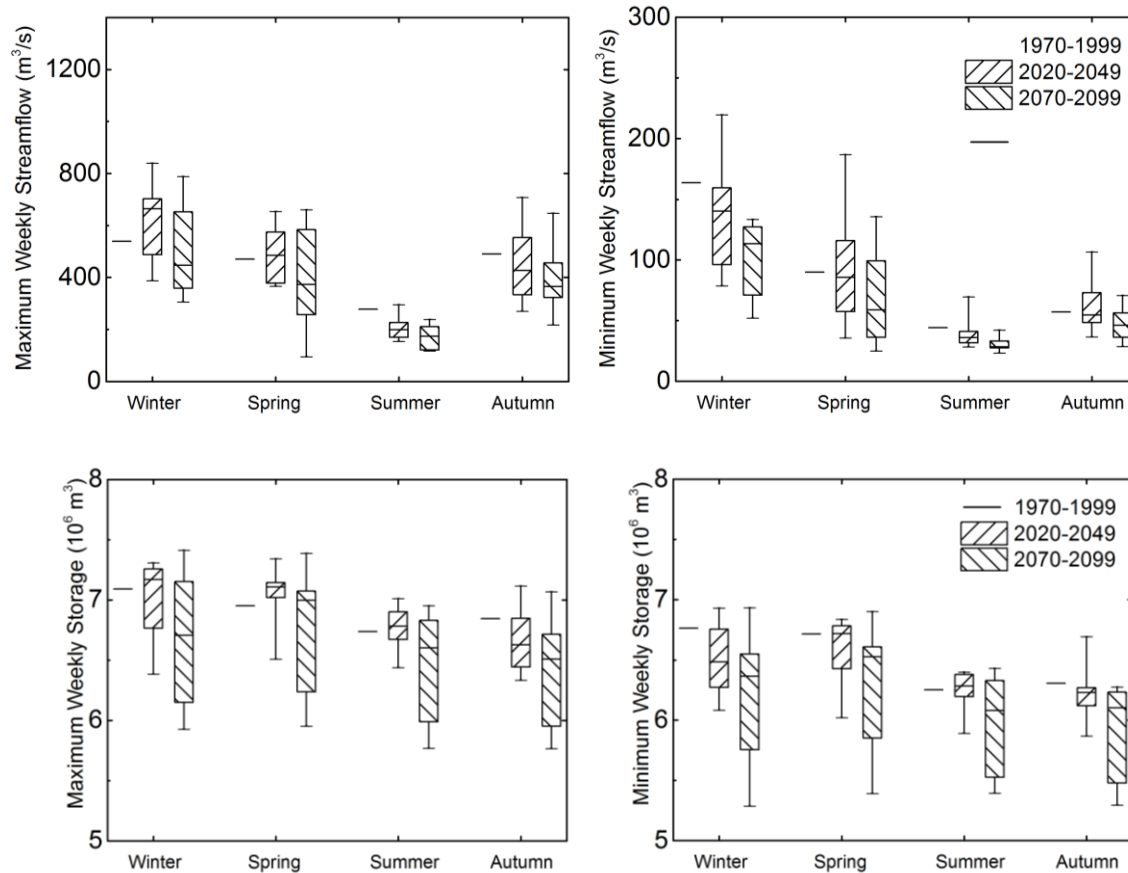 Maximum Weekly Streamflow (m³/s)
1200
800
400
0
Winter Spring Summer Autumn
Minimum Weekly Streamflow (m³/s)
300
200
100
0
1970-1999
2020-2049
2070-2099
Winter Spring Summer Autumn
Maximum Weekly Storage (10⁶ m³)
8
7
6
5
Winter Spring Summer Autumn
Minimum Weekly Storage (10⁶ m³)
8
7
6
5
1970-1999
2020-2049
2070-2099
Winter Spring Summer Autumn